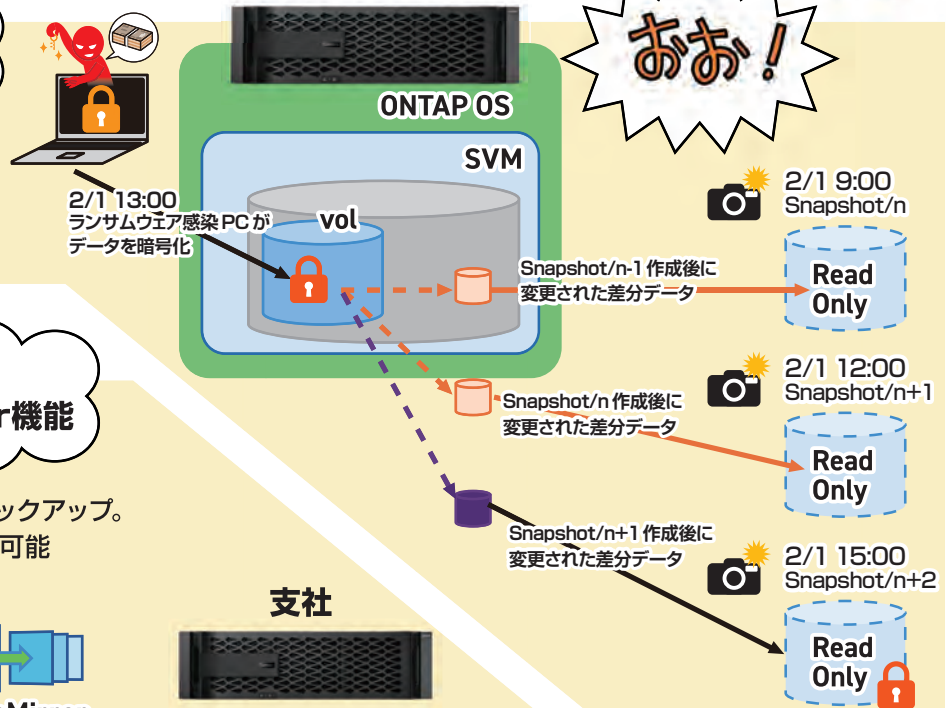 おお！
ONTAP OS
SVM
vol
2/1 13:00
ランサムウェア感染PCが
データを暗号化
2/1 9:00
Snapshot/n
Read
Only
Snapshot/n-1作成後に
変更された差分データ
2/1 12:00
Snapshot/n+1
Read
Only
Snapshot/n作成後に
変更された差分データ
r機能
ックアップ。
可能
Snapshot/n+1作成後に
変更された差分データ
2/1 15:00
Snapshot/n+2
Read
Only
支社